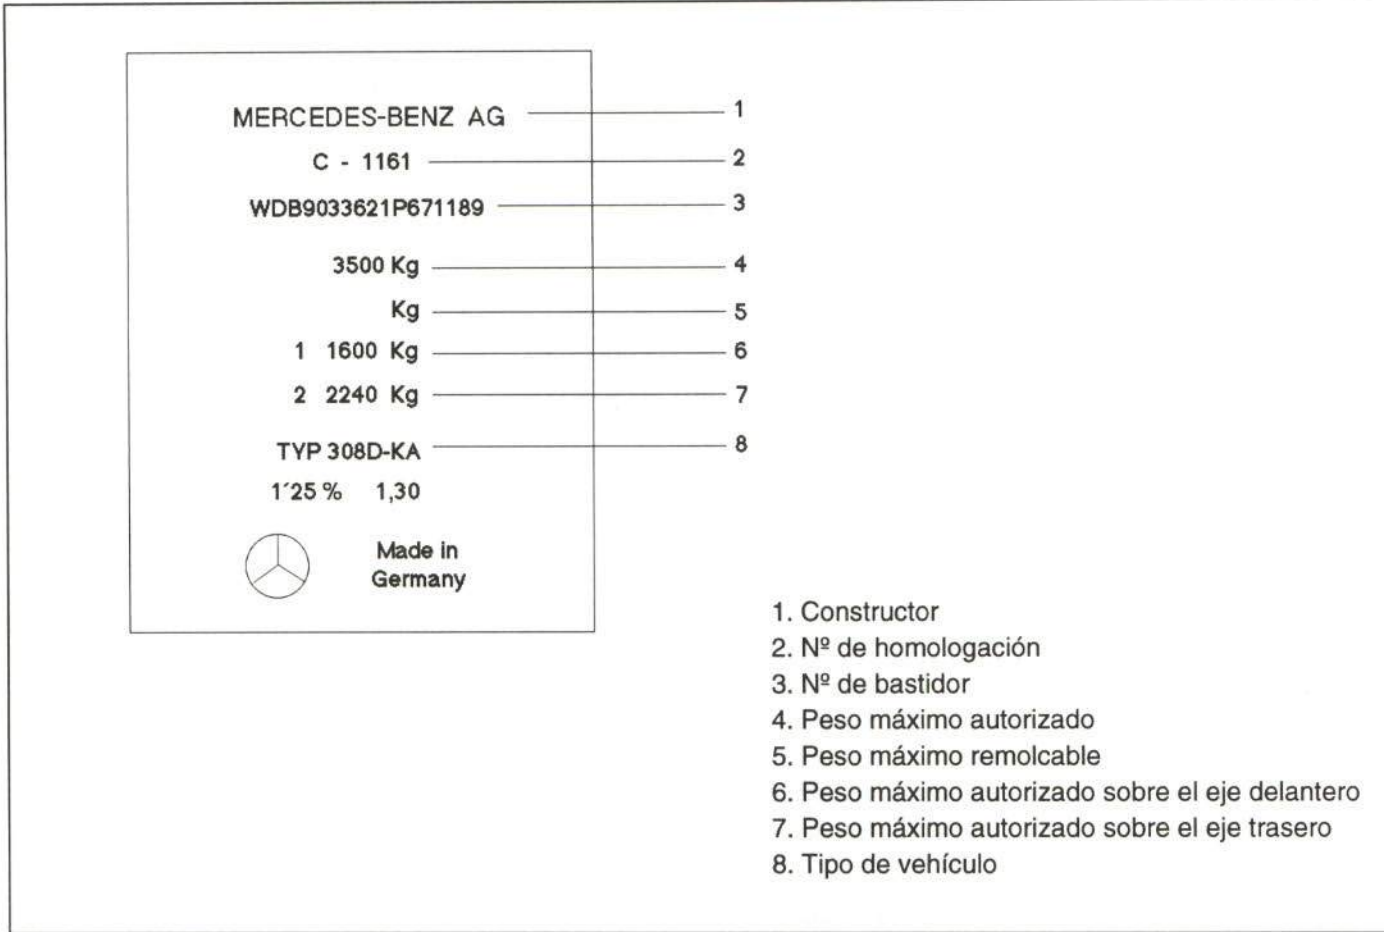 MERCEDES-BENZ AG 1
C - 1161 2
WDB9033621P671189 3
3500 Kg 4
Kg 5
1 1600 Kg 6
2 2240 Kg 7
TYP 308D-KA 8
1´25 % 1,30
Made in
Germany
1. Constructor
2. Nº de homologación
3. Nº de bastidor
4. Peso máximo autorizado
5. Peso máximo remolcable
6. Peso máximo autorizado sobre el eje delantero
7. Peso máximo autorizado sobre el eje trasero
8. Tipo de vehículo